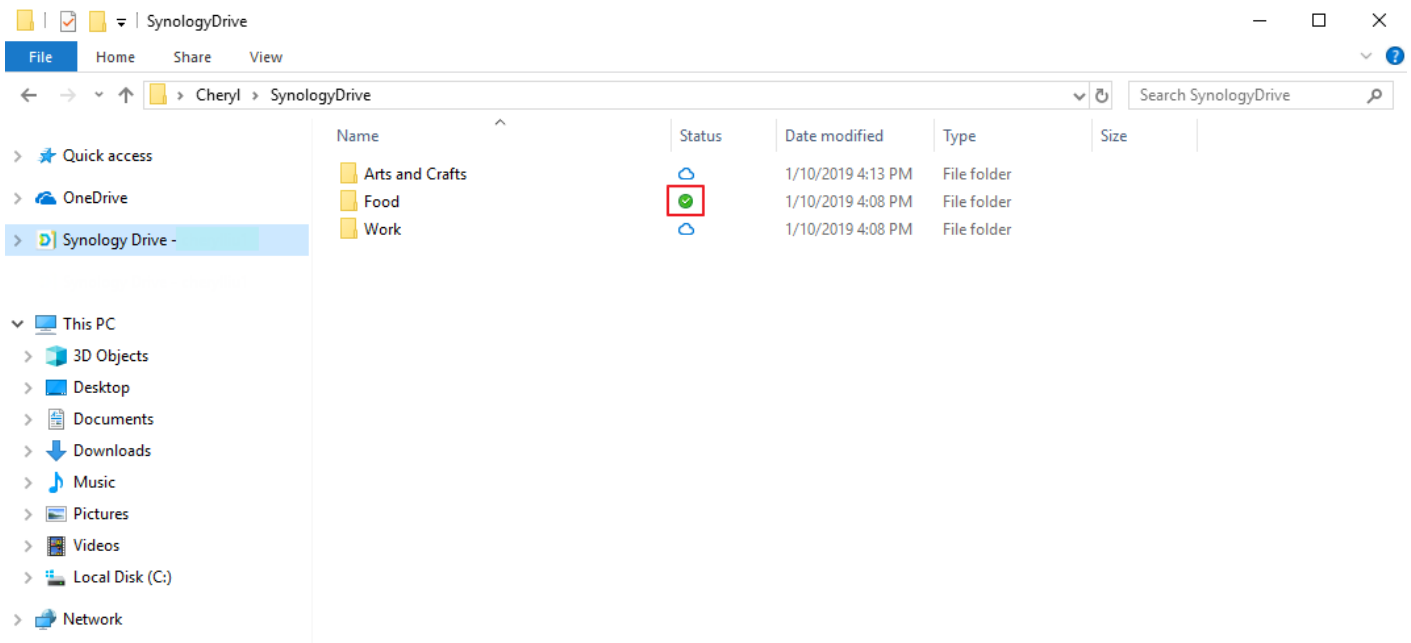 SynologyDrive
File Home Share View
Cheryl SynologyDrive
Search SynologyDrive
Quick access
OneDrive
Synology Drive -
This PC
3D Objects
Desktop
Documents
Downloads
Music
Pictures
Videos
Local Disk (C:)
Network
Name Status Date modified Type Size
Arts and Crafts 1/10/2019 4:13 PM File folder
Food 1/10/2019 4:08 PM File folder
Work 1/10/2019 4:08 PM File folder